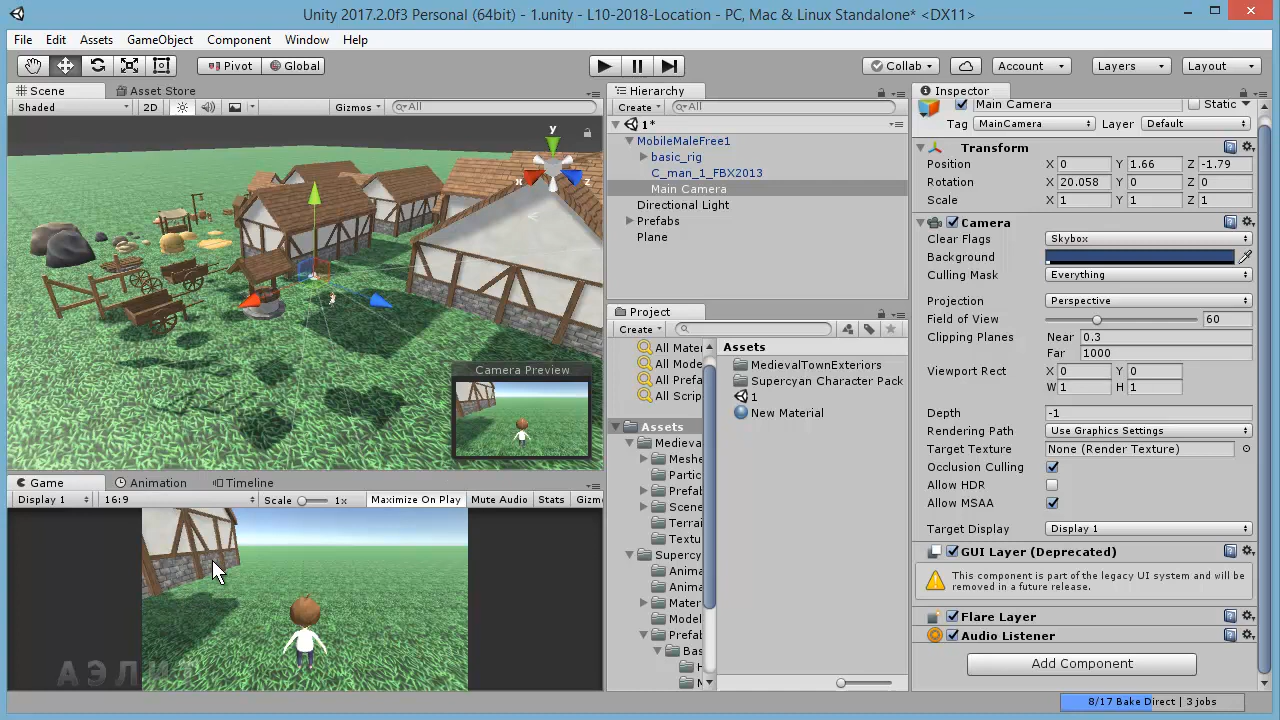 Unity 2017.2.0f3 Personal (64bit) - 1.unity - L10-2018-Location - PC, Mac & Linux Standalone* <DX11>
File Edit Assets GameObject Component Window Help
Pivot Global Collab Account Layers Layout
Scene Asset Store
Shaded 2D Gizmos All
y
x z
Camera Preview
Game Animation Timeline
Display 1 16:9 Scale 1x Maximize On Play Mute Audio Stats Gizm
АЭЛИТ
Hierarchy
Create All
1*
MobileMaleFree1
basic_rig
C_man_1_FBX2013
Main Camera
Directional Light
Prefabs
Plane
Project
Create
All Mater
All Mode
All Prefa
All Scrip
Assets
Medieval
Meshe
Partic
Prefab
Scene
Terra
Textu
Supercy
Anima
Anima
Mater
Model
Prefab
Bas
Assets
MedievalTownExteriors
Supercyan Character Pack
1
New Material
Inspector
Main Camera Static
Tag MainCamera Layer Default
Transform
Position X 0 Y 1.66 Z -1.79
Rotation X 20.058 Y 0 Z 0
Scale X 1 Y 1 Z 1
Camera
Clear Flags Skybox
Background
Culling Mask Everything
Projection Perspective
Field of View 60
Clipping Planes Near 0.3
Far 1000
Viewport Rect X 0 Y 0
W 1 H 1
Depth -1
Rendering Path Use Graphics Settings
Target Texture None (Render Texture)
Occlusion Culling
Allow HDR
Allow MSAA
Target Display Display 1
GUI Layer (Deprecated)
This component is part of the legacy UI system and will be
removed in a future release.
Flare Layer
Audio Listener
Add Component
8/17 Bake Direct | 3 jobs